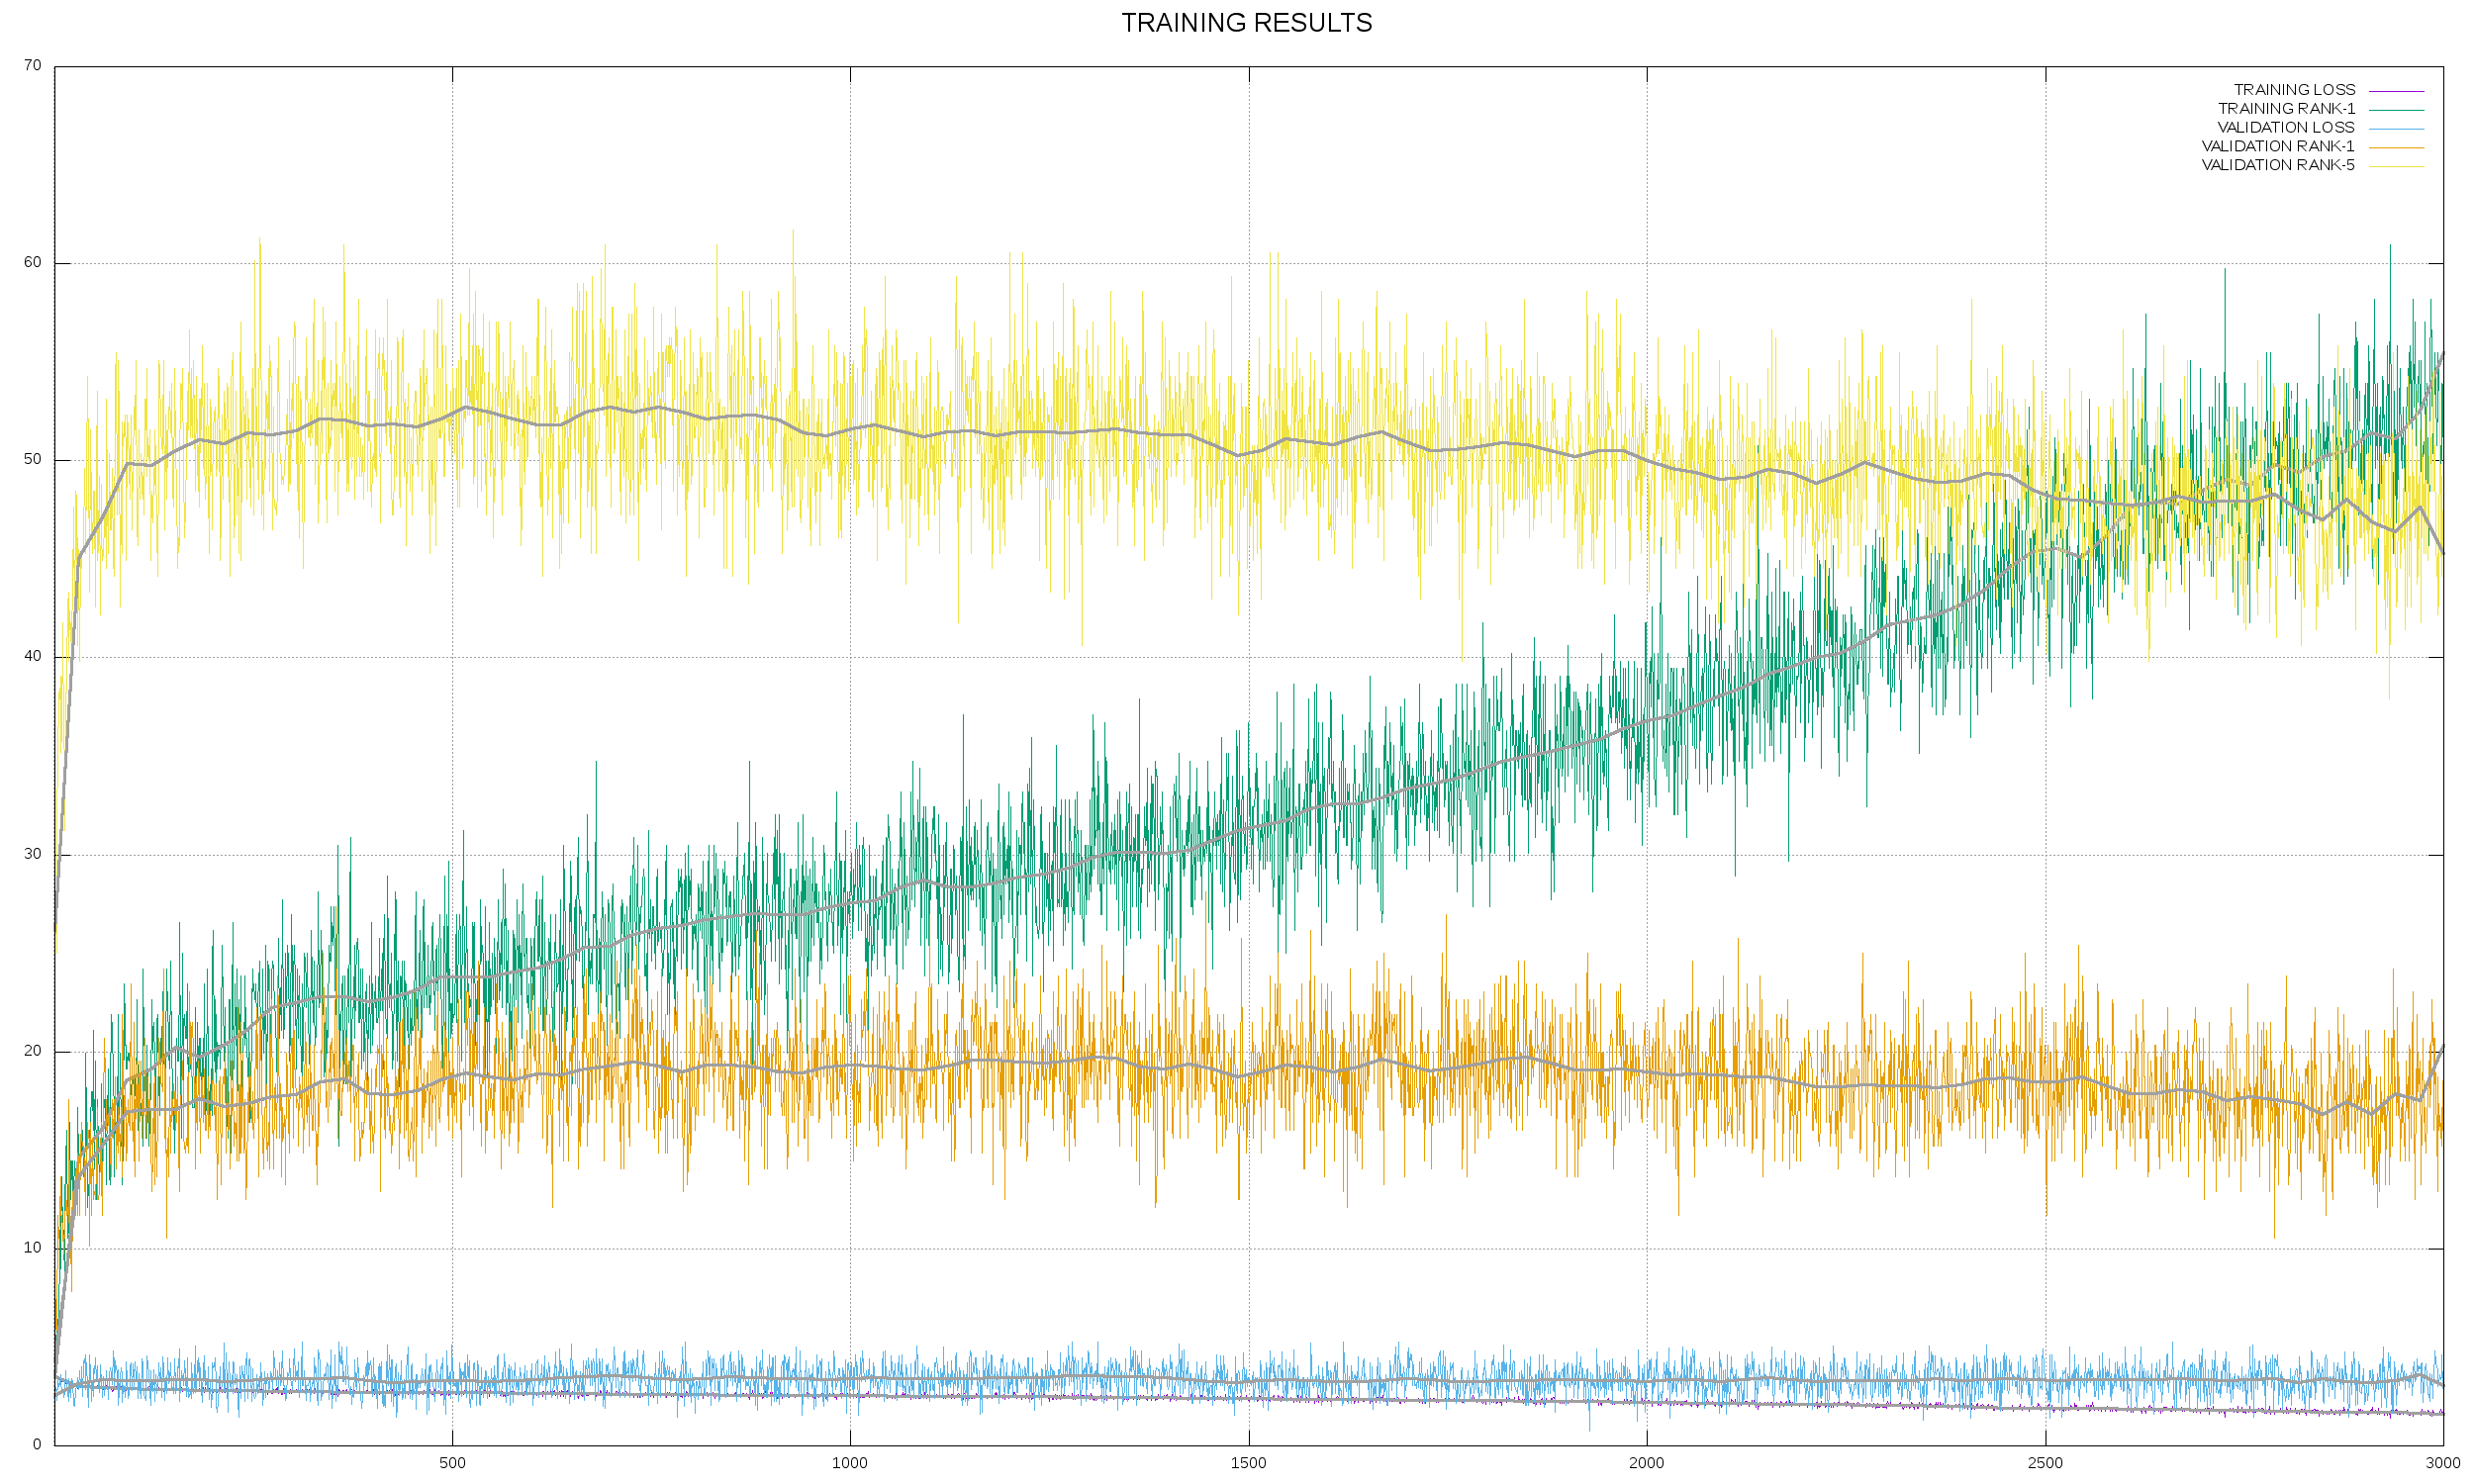 TRAINING RESULTS
70
60
50
40
30
20
10
0
500
1000
1500
2000
2500
3000
TRAINING LOSS
TRAINING RANK-1
VALIDATION LOSS
VALIDATION RANK-1
VALIDATION RANK-5